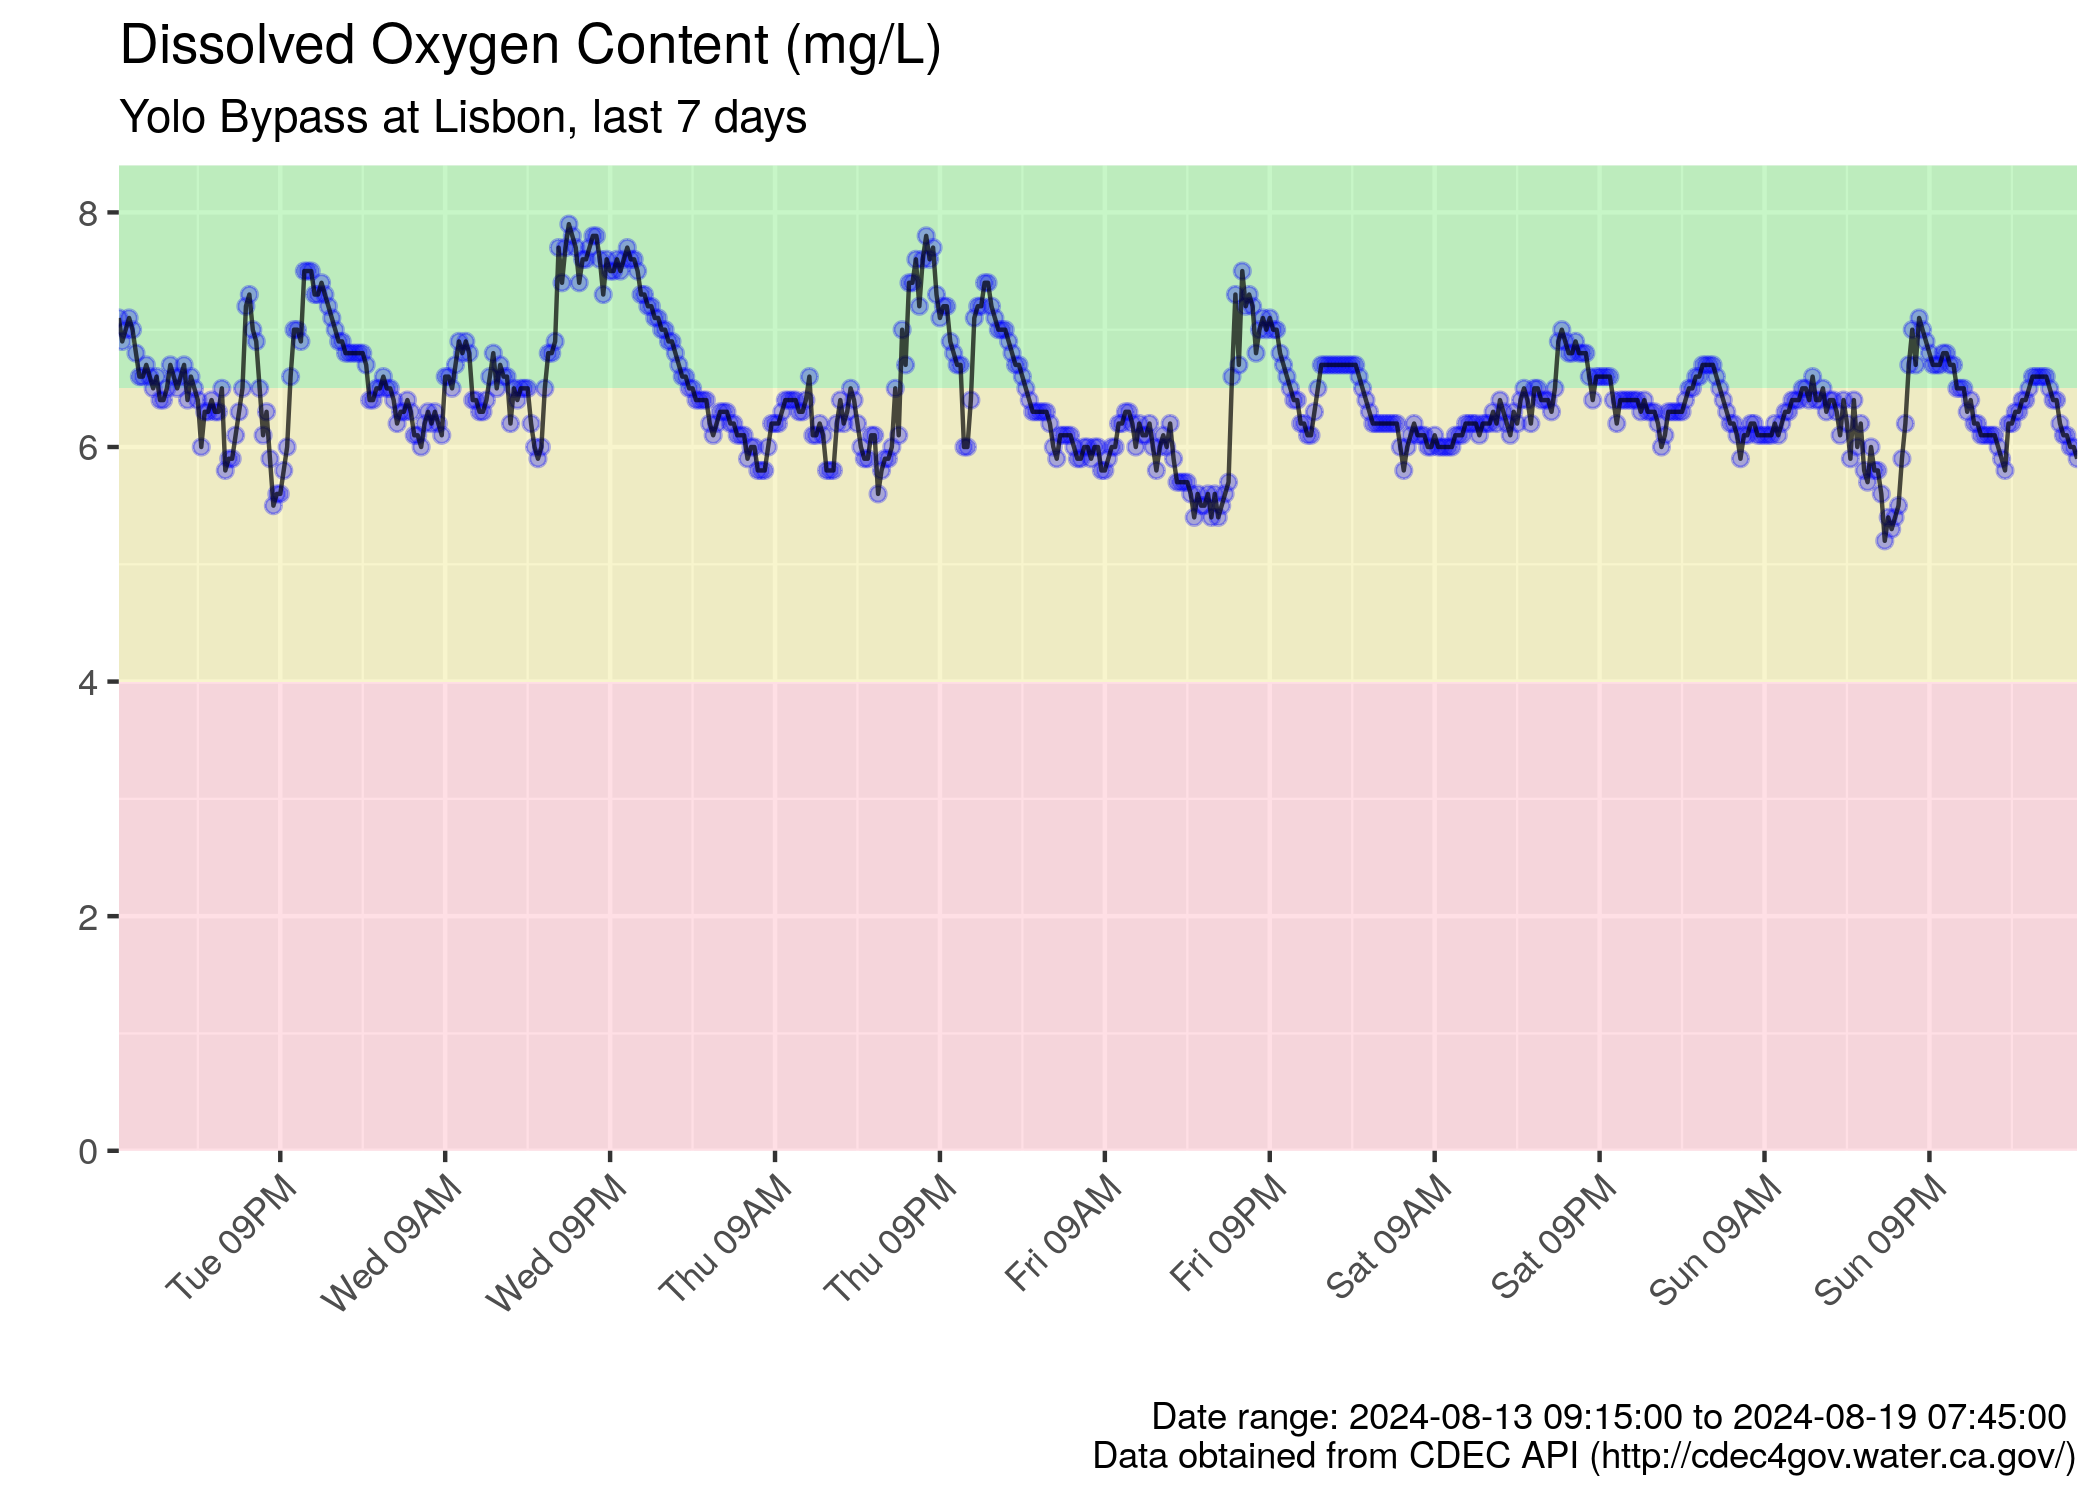 Dissolved Oxygen Content (mg/L)
Yolo Bypass at Lisbon, last 7 days
8
6
4
2
0
Tue 09PM
Wed 09AM
Wed 09PM
Thu 09AM
Thu 09PM
Fri 09AM
Fri 09PM
Sat 09AM
Sat 09PM
Sun 09AM
Sun 09PM
Date range: 2024-08-13 09:15:00 to 2024-08-19 07:45:00
Data obtained from CDEC API (http://cdec4gov.water.ca.gov/)